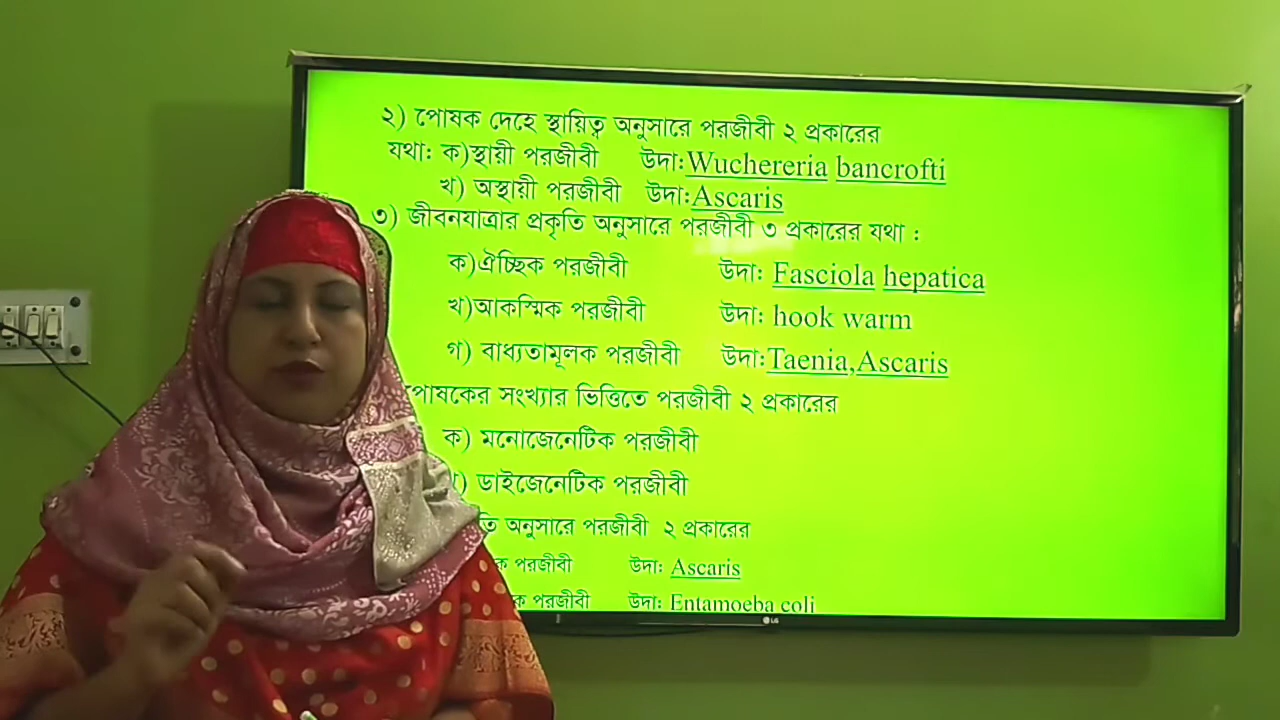 ২) পোষক দেহে স্থায়িত্ব অনুসারে পরজীবী ২ প্রকারের
যথা: ক)স্থায়ী পরজীবী উদা:Wuchereria bancrofti
খ) অস্থায়ী পরজীবী উদা:Ascaris
৩) জীবনযাত্রার প্রকৃতি অনুসারে পরজীবী ৩ প্রকারের যথা :
ক)ঐচ্ছিক পরজীবী উদা: Fasciola hepatica
খ)আকস্মিক পরজীবী উদা: hook warm
গ) বাধ্যতামূলক পরজীবী উদা:Taenia,Ascaris
পোষকের সংখ্যার ভিত্তিতে পরজীবী ২ প্রকারের
ক) মনোজেনেটিক পরজীবী
ডাইজেনেটিক পরজীবী
অনুসারে পরজীবী ২ প্রকারের
পরজীবী উদা: Ascaris
পরজীবী উদা: Entamoeba coli
LG